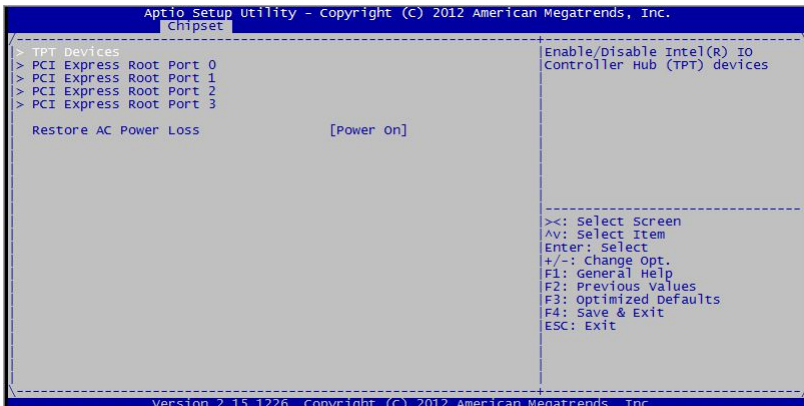 Aptio Setup Utility – Copyright (C) 2012 American Megatrends, Inc.
Chipset
> TPT Devices
> PCI Express Root Port 0
> PCI Express Root Port 1
> PCI Express Root Port 2
> PCI Express Root Port 3
Restore AC Power Loss [Power On]
Enable/Disable Intel(R) IO
Controller Hub (TPT) devices
><: Select Screen
^v: Select Item
Enter: Select
+/-: Change Opt.
F1: General Help
F2: Previous Values
F3: Optimized Defaults
F4: Save & Exit
ESC: Exit
Version 2.15.1226. Copyright (C) 2012 American Megatrends, Inc.